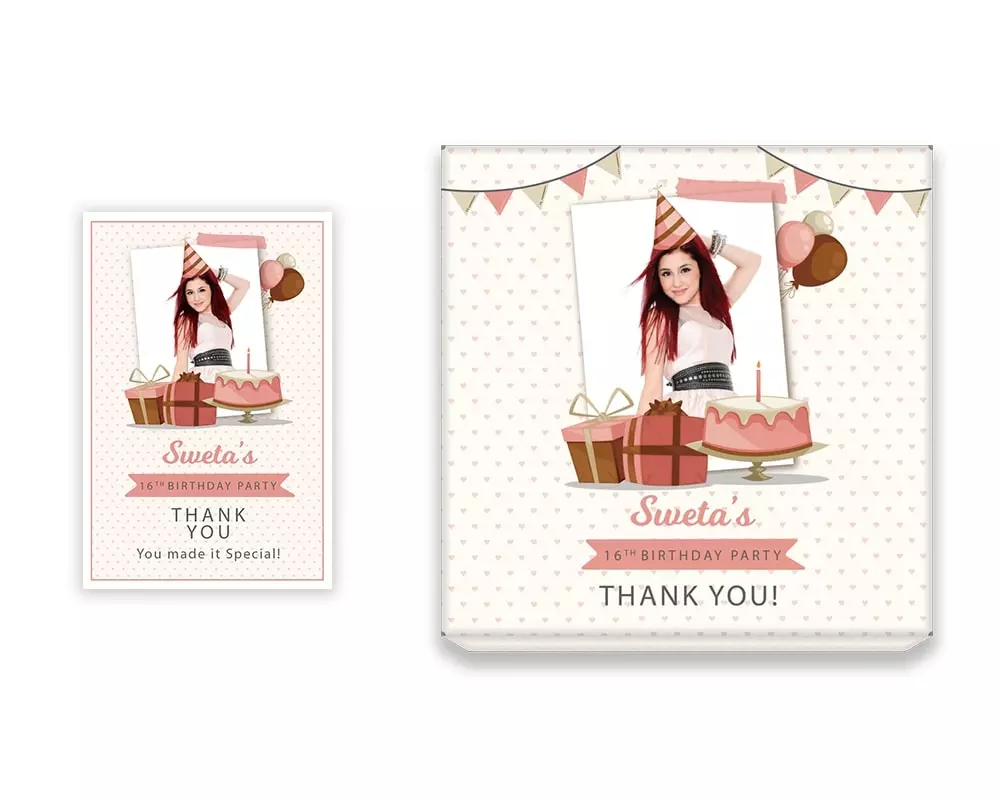 Sweta's
16TH BIRTHDAY PARTY
THANK
YOU
You made it Special!
Sweta's
16TH BIRTHDAY PARTY
THANK YOU!